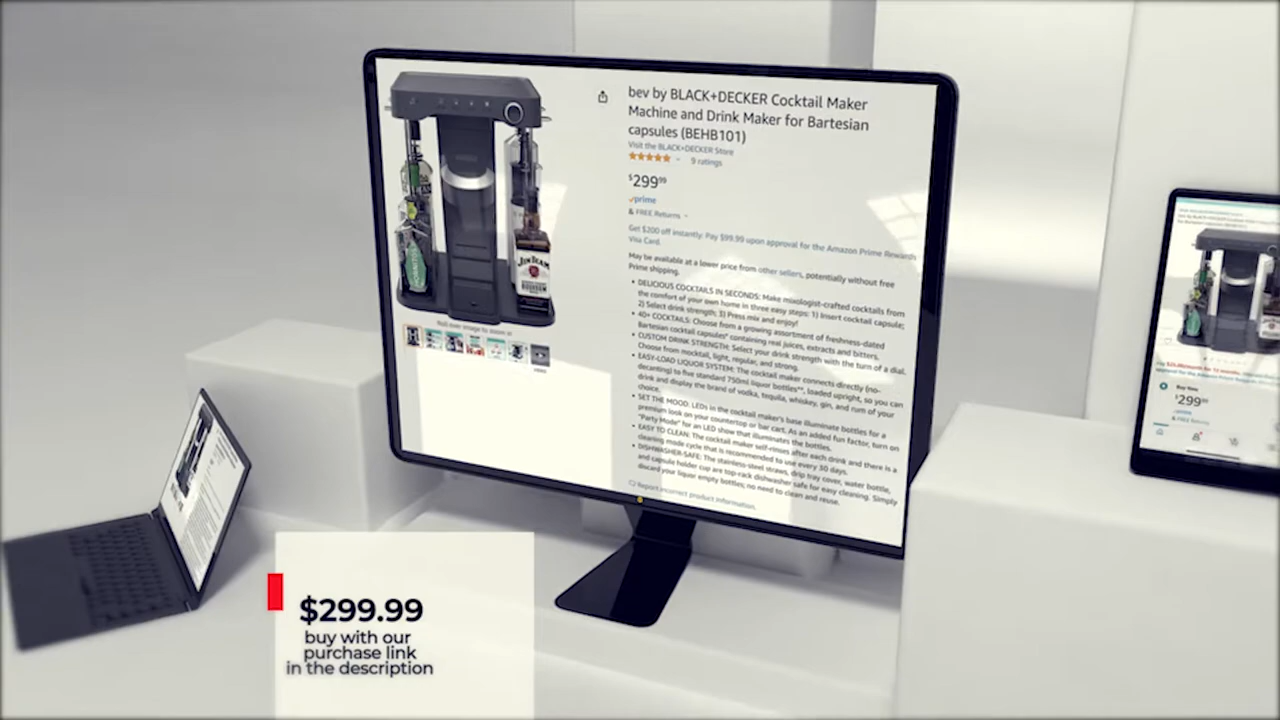 bev by BLACK+DECKER Cocktail Maker
Machine and Drink Maker for Bartesian
capsules (BEHB101)
Visit the BLACK+DECKER Store
9 ratings
$299.99
prime
& FREE Returns
Get $200 off instantly: Pay $99.99 upon approval for the Amazon Prime Rewards
Visa Card.
May be available at a lower price from other sellers, potentially without free
Prime shipping.
• DELICIOUS COCKTAILS IN SECONDS: Make mixologist-crafted cocktails from
the comfort of your own home in three easy steps: 1) Insert cocktail capsule;
2) Select drink strength; 3) Press mix and enjoy!
• 40+ COCKTAILS: Choose from a growing assortment of freshness-dated
Bartesian cocktail capsules* containing real juices, extracts and bitters.
• CUSTOM DRINK STRENGTH: Select your drink strength with the turn of a dial.
Choose from mocktail, light, regular, and strong.
• EASY-LOAD LIQUOR SYSTEM: The cocktail maker connects directly (no-
decanting) to five standard 750ml liquor bottles**, loaded upright, so you can
drink and display the brand of vodka, tequila, whiskey, gin, and rum of your
choice.
• SET THE MOOD: LEDs in the cocktail maker's base illuminate bottles for a
premium look on your countertop or bar cart. As an added fun factor, turn on
"Party Mode" for an LED show that illuminates the bottles.
• EASY TO CLEAN: The cocktail maker self-rinses after each drink and there is a
cleaning mode cycle that is recommended to use every 30 days.
• DISHWASHER-SAFE: The stainless-steel straws, drip tray cover, water bottle,
and capsule holder cup are top-rack dishwasher safe for easy cleaning. Simply
discard your liquor empty bottles; no need to clean and reuse.
Report incorrect product information.
Roll over image to zoom in
VIDEO
JIM BEAM
HORNITOS
Buy New
$299.99
prime
& FREE Returns
$299.99
buy with our
purchase link
in the description